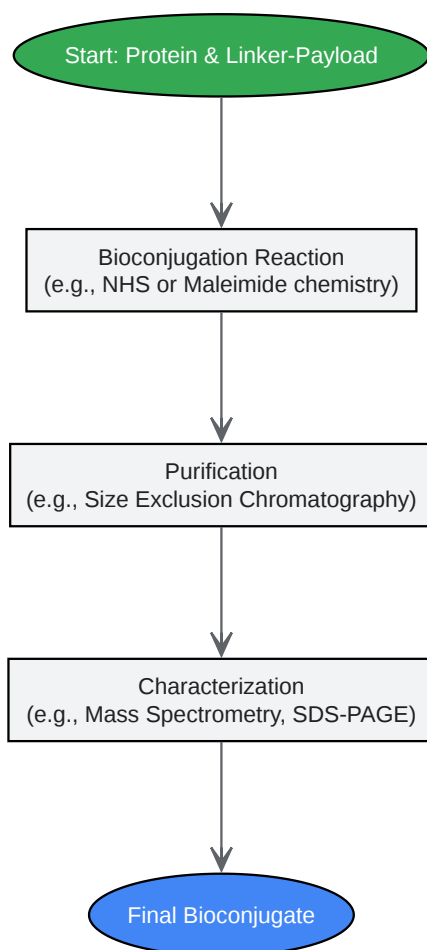 Start: Protein & Linker-Payload
Bioconjugation Reaction
(e.g., NHS or Maleimide chemistry)
Purification
(e.g., Size Exclusion Chromatography)
Characterization
(e.g., Mass Spectrometry, SDS-PAGE)
Final Bioconjugate